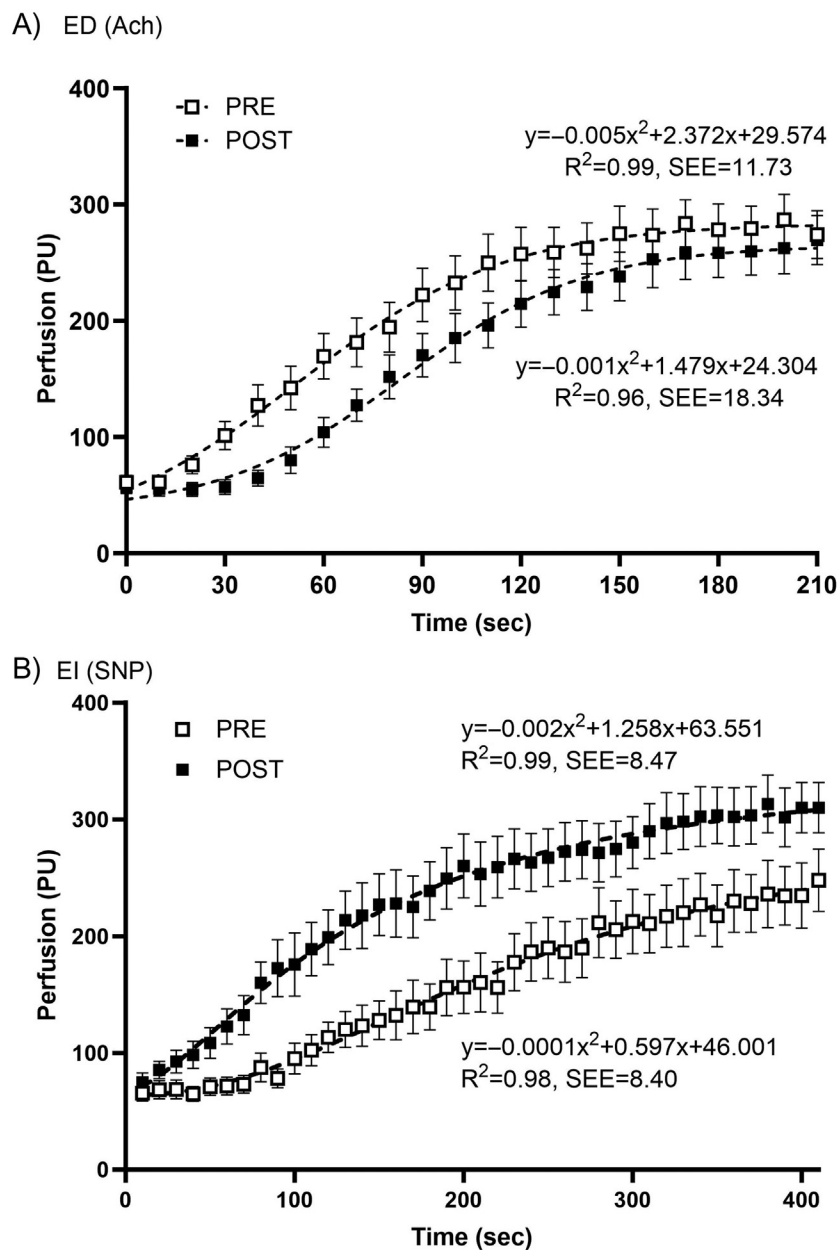 A) ED (Ach)
400
300
200
100
0
Perfusion (PU)
PRE
POST
y=–0.005x²+2.372x+29.574
R²=0.99, SEE=11.73
y=–0.001x²+1.479x+24.304
R²=0.96, SEE=18.34
0 30 60 90 120 150 180 210
Time (sec)
B) EI (SNP)
400
300
200
100
0
Perfusion (PU)
PRE
POST
y=–0.002x²+1.258x+63.551
R²=0.99, SEE=8.47
y=–0.0001x²+0.597x+46.001
R²=0.98, SEE=8.40
0 100 200 300 400
Time (sec)